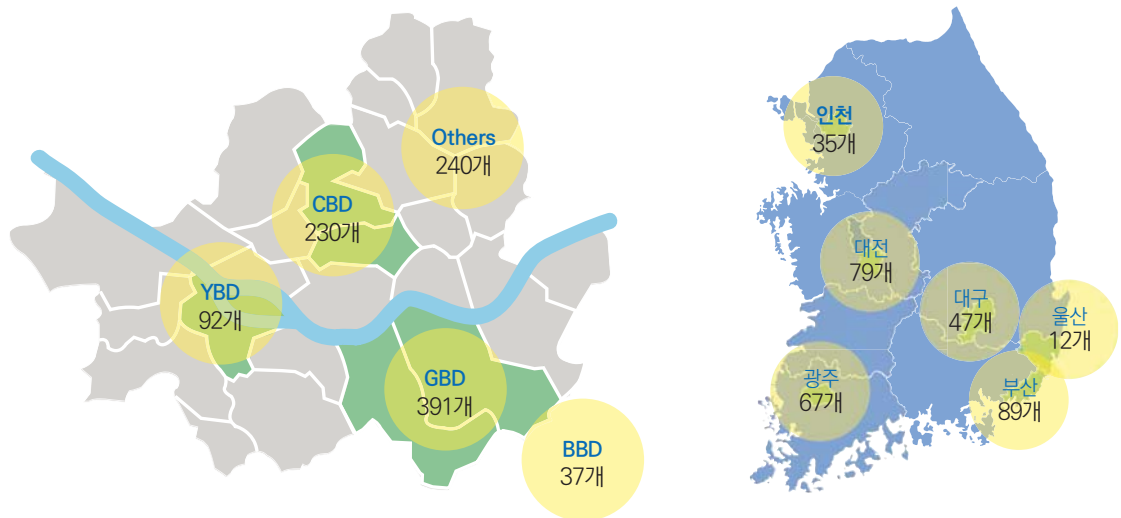 Others
240개
CBD
230개
YBD
92개
GBD
391개
BBD
37개
인천
35개
대전
79개
대구
47개
울산
12개
광주
67개
부산
89개